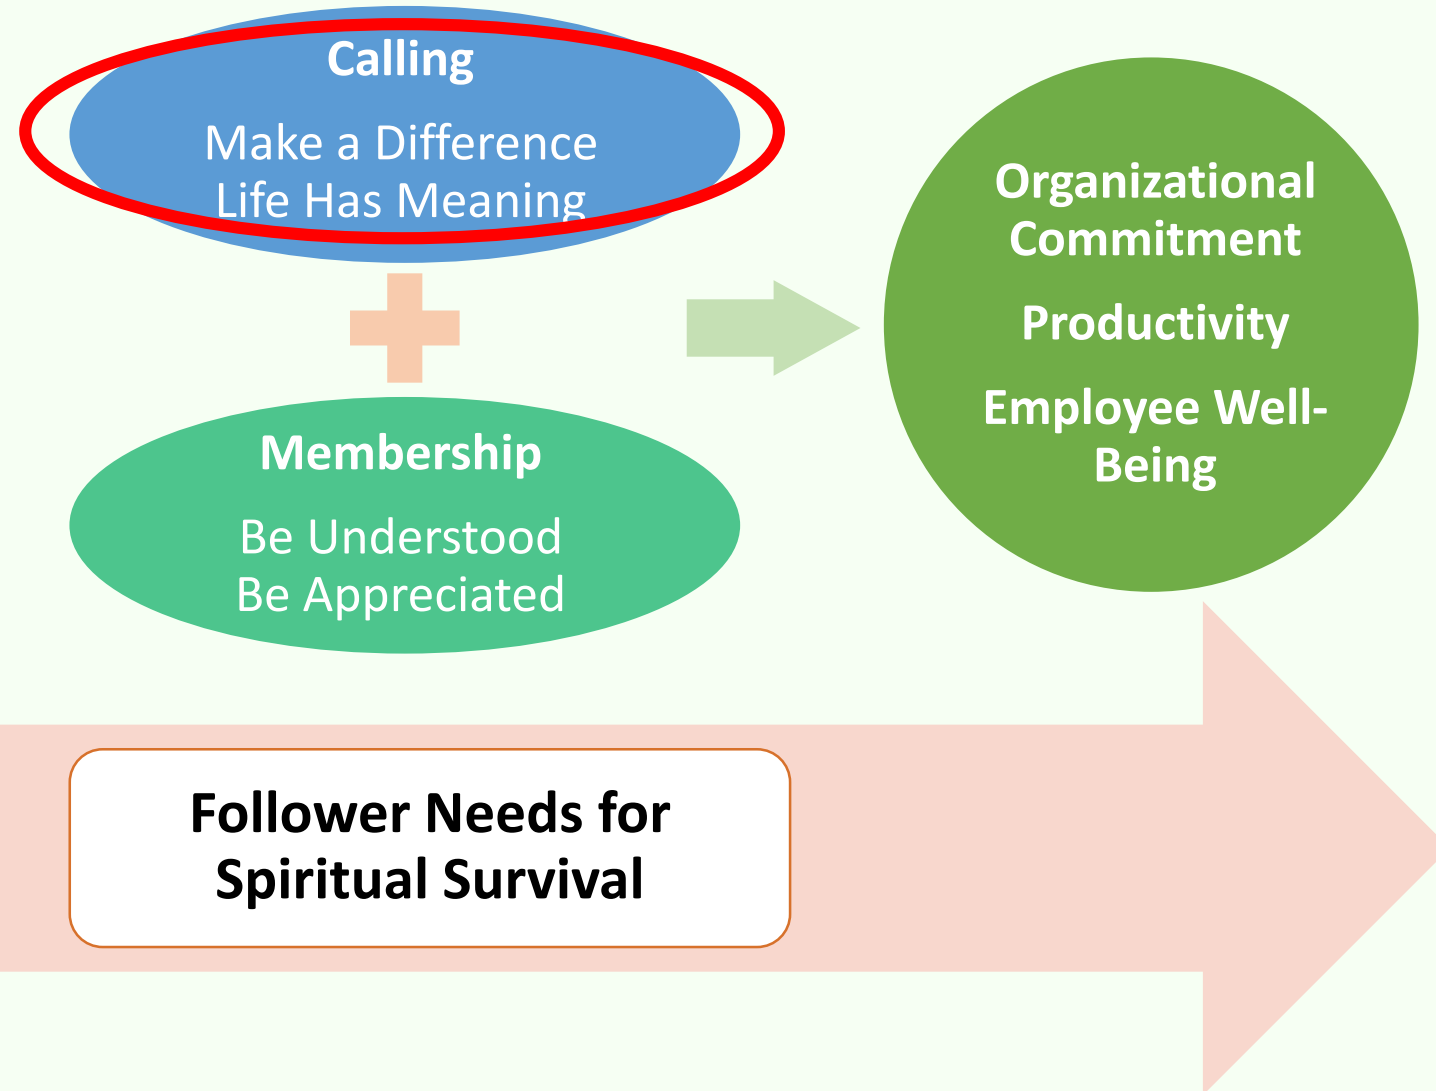 Calling
Make a Difference
Life Has Meaning
Membership
Be Understood
Be Appreciated
Organizational
Commitment
Productivity
Employee Well-
Being
Follower Needs for
Spiritual Survival